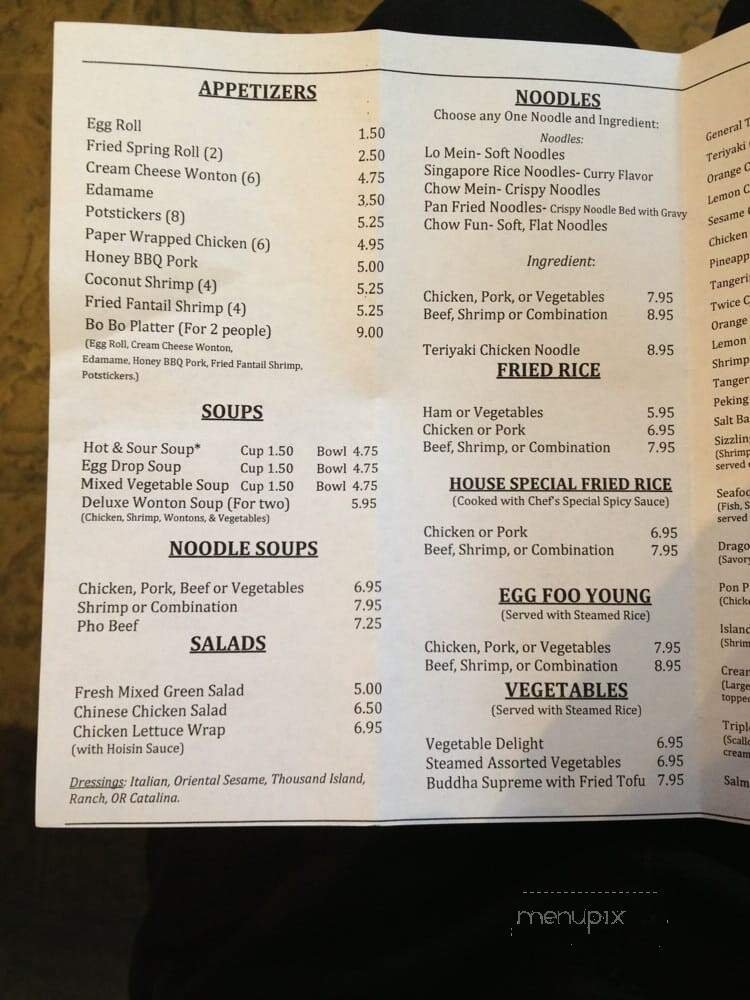 APPETIZERS
Egg Roll 1.50
Fried Spring Roll (2) 2.50
Cream Cheese Wonton (6) 4.75
Edamame 3.50
Potstickers (8) 5.25
Paper Wrapped Chicken (6) 4.95
Honey BBQ Pork 5.00
Coconut Shrimp (4) 5.25
Fried Fantail Shrimp (4) 5.25
Bo Bo Platter (For 2 people) 9.00
(Egg Roll, Cream Cheese Wonton,
Edamame, Honey BBQ Pork, Fried Fantail Shrimp,
Potstickers.)
SOUPS
Hot & Sour Soup* Cup 1.50 Bowl 4.75
Egg Drop Soup Cup 1.50 Bowl 4.75
Mixed Vegetable Soup Cup 1.50 Bowl 4.75
Deluxe Wonton Soup (For two) 5.95
(Chicken, Shrimp, Wontons, & Vegetables)
NOODLE SOUPS
Chicken, Pork, Beef or Vegetables 6.95
Shrimp or Combination 7.95
Pho Beef 7.25
SALADS
Fresh Mixed Green Salad 5.00
Chinese Chicken Salad 6.50
Chicken Lettuce Wrap 6.95
(with Hoisin Sauce)
Dressings: Italian, Oriental Sesame, Thousand Island,
Ranch, OR Catalina.
NOODLES
Choose any One Noodle and Ingredient:
Noodles:
Lo Mein- Soft Noodles
Singapore Rice Noodles- Curry Flavor
Chow Mein- Crispy Noodles
Pan Fried Noodles- Crispy Noodle Bed with Gravy
Chow Fun- Soft, Flat Noodles
Ingredient:
Chicken, Pork, or Vegetables 7.95
Beef, Shrimp or Combination 8.95
Teriyaki Chicken Noodle 8.95
FRIED RICE
Ham or Vegetables 5.95
Chicken or Pork 6.95
Beef, Shrimp, or Combination 7.95
HOUSE SPECIAL FRIED RICE
(Cooked with Chef's Special Spicy Sauce)
Chicken or Pork 6.95
Beef, Shrimp, or Combination 7.95
EGG FOO YOUNG
(Served with Steamed Rice)
Chicken, Pork, or Vegetables 7.95
Beef, Shrimp, or Combination 8.95
VEGETABLES
(Served with Steamed Rice)
Vegetable Delight 6.95
Steamed Assorted Vegetables 6.95
Buddha Supreme with Fried Tofu 7.95
General
Teriyaki
Orange
Lemon
Sesame
Chicken
Twice
Orange
Lemon
Shrimp
Peking
Salt
(Fish,
served
Salm
menupix